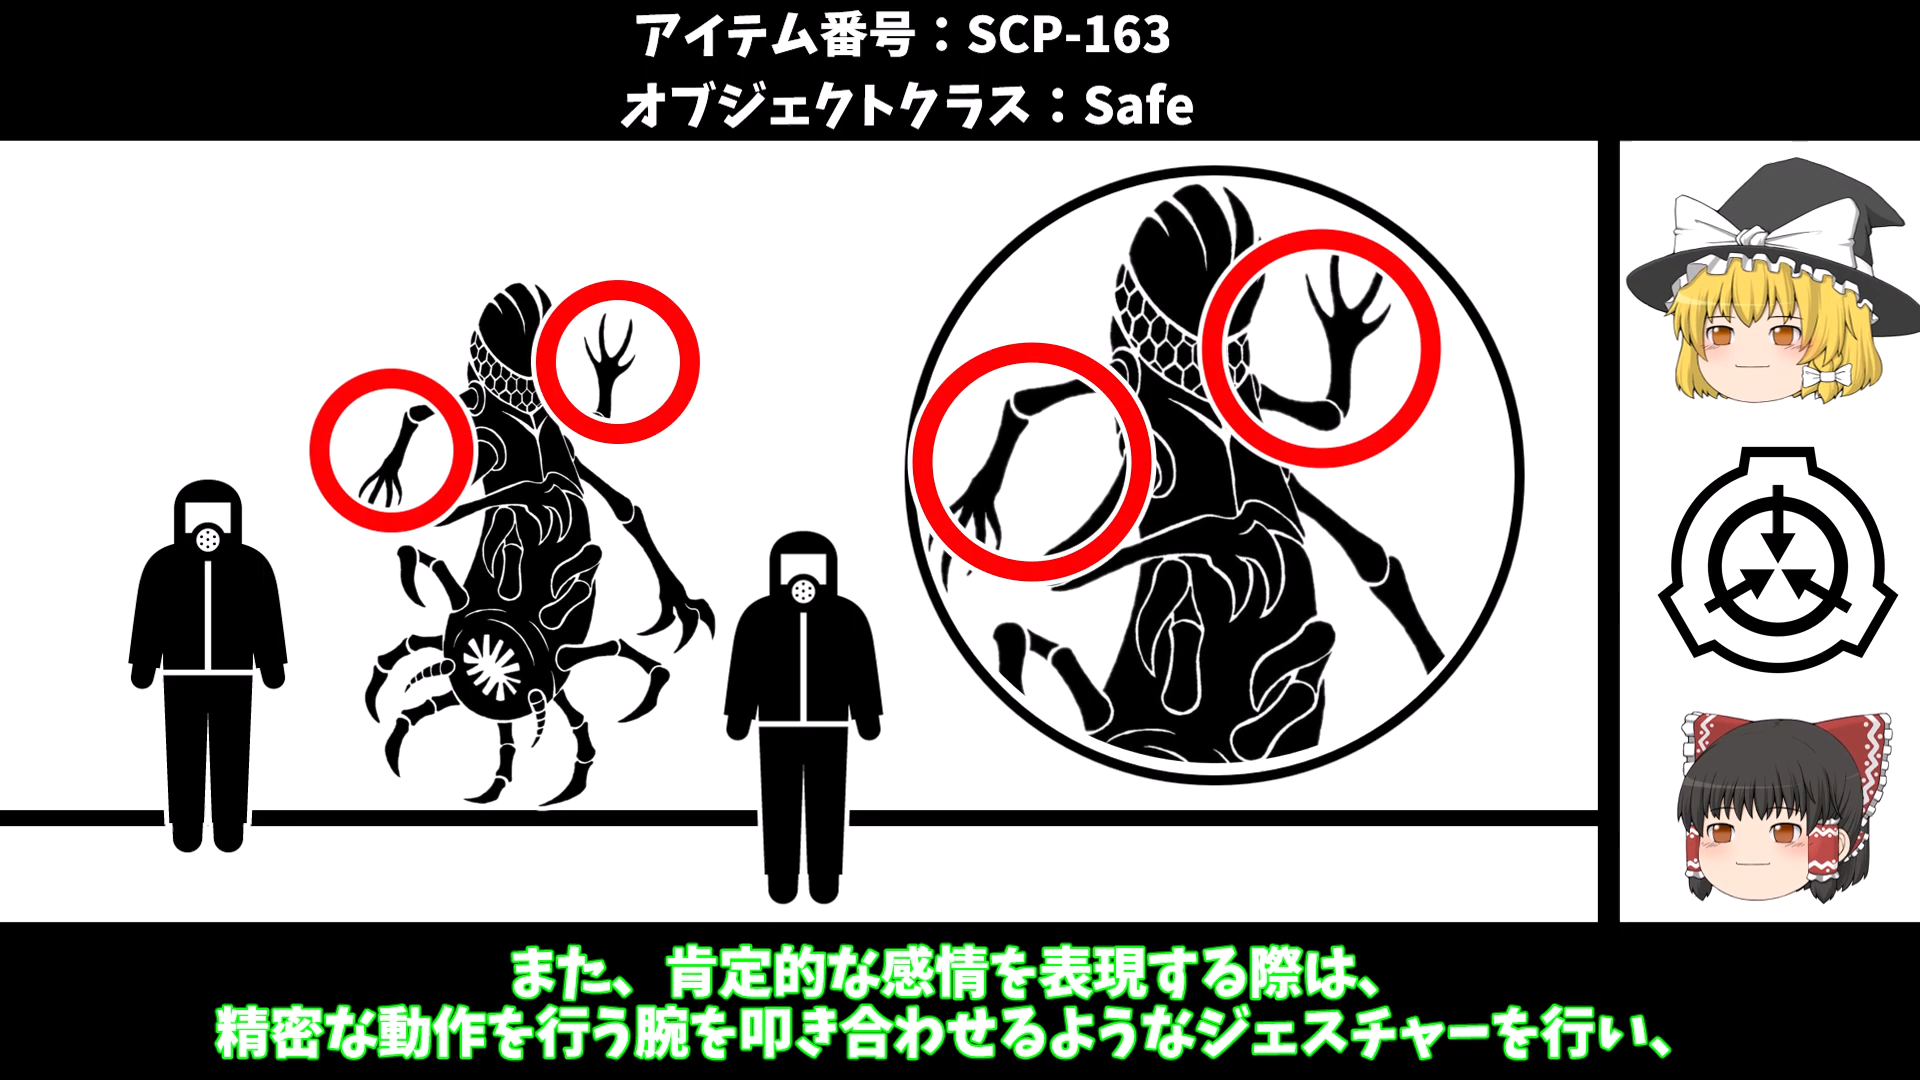 アイテム番号：SCP-163
オブジェクトクラス：Safe
また、肯定的な感情を表現する際は、
精密な動作を行う腕を叩き合わせるようなジェスチャーを行い、